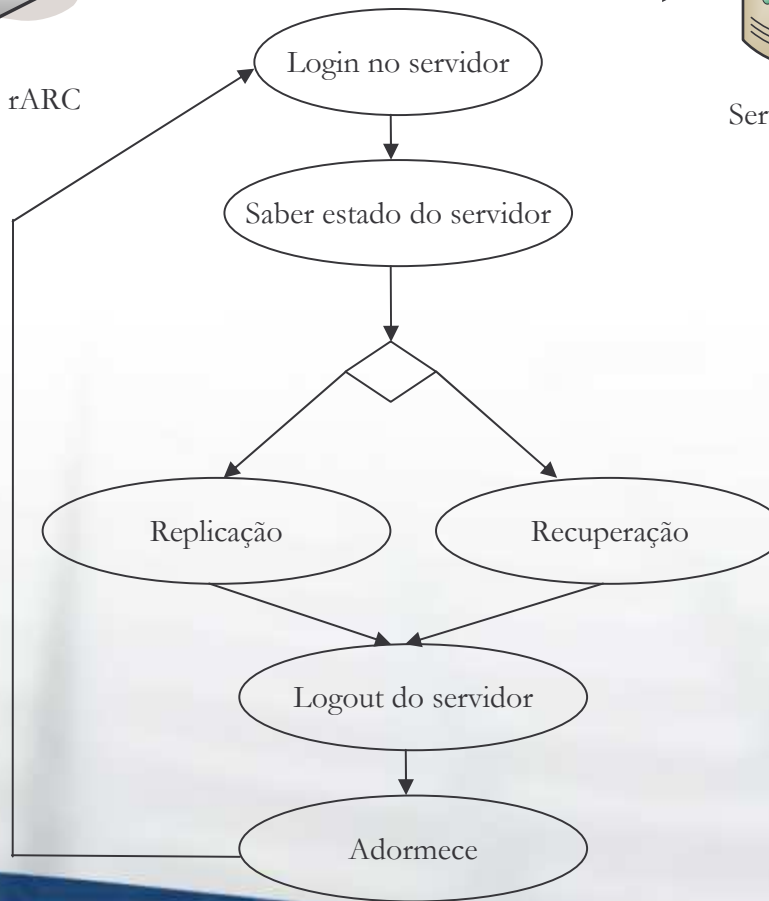 Login no servidor
rARC
Ser
Saber estado do servidor
Replicação
Recuperação
Logout do servidor
Adormece